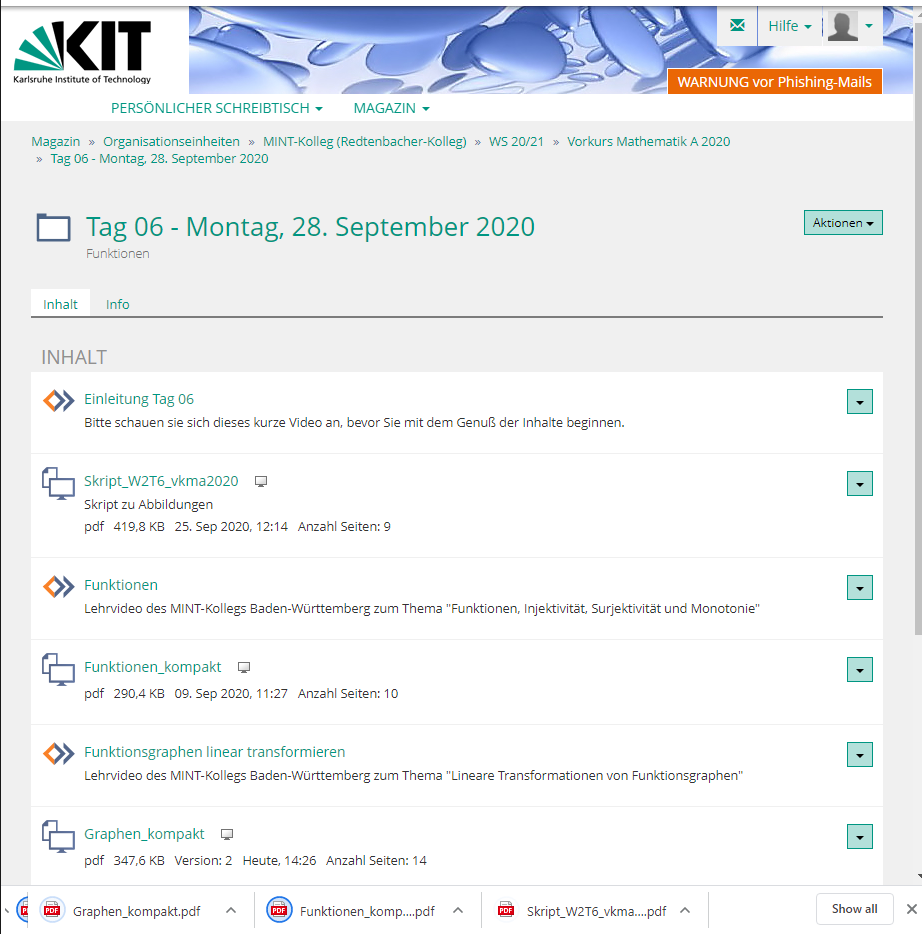 KIT
Karlsruhe Institute of Technology
Hilfe
WARNUNG vor Phishing-Mails
PERSÖNLICHER SCHREIBTISCH MAGAZIN
Magazin » Organisationseinheiten » MINT-Kolleg (Redtenbacher-Kolleg) » WS 20/21 » Vorkurs Mathematik A 2020
» Tag 06 - Montag, 28. September 2020
Tag 06 - Montag, 28. September 2020
Aktionen
Funktionen
Inhalt Info
INHALT
Einleitung Tag 06
Bitte schauen sie sich dieses kurze Video an, bevor Sie mit dem Genuß der Inhalte beginnen.
Skript_W2T6_vkma2020
Skript zu Abbildungen
pdf 419,8 KB 25. Sep 2020, 12:14 Anzahl Seiten: 9
Funktionen
Lehrvideo des MINT-Kollegs Baden-Württemberg zum Thema "Funktionen, Injektivität, Surjektivität und Monotonie"
Funktionen_kompakt
pdf 290,4 KB 09. Sep 2020, 11:27 Anzahl Seiten: 10
Funktionsgraphen linear transformieren
Lehrvideo des MINT-Kollegs Baden-Württemberg zum Thema "Lineare Transformationen von Funktionsgraphen"
Graphen_kompakt
pdf 347,6 KB Version: 2 Heute, 14:26 Anzahl Seiten: 14
PDF Graphen_kompakt.pdf PDF Funktionen_komp....pdf PDF Skript_W2T6_vkma....pdf Show all